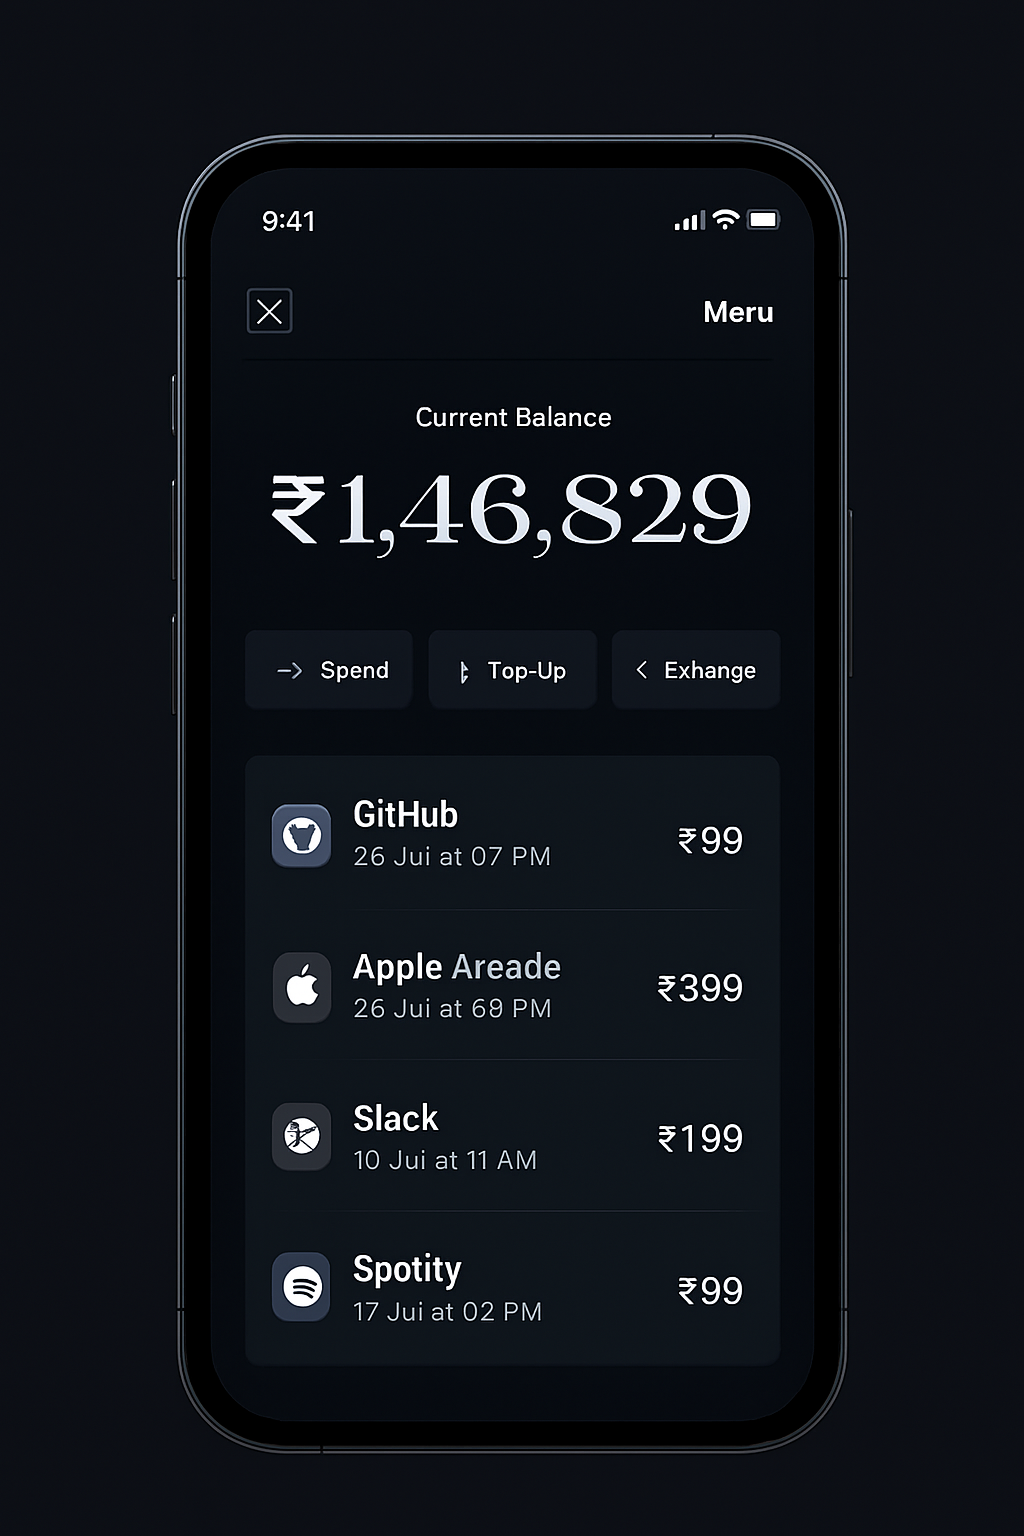 9:41
Meru
Current Balance
₹1,46,829
Spend
Top-Up
Exhange
GitHub
26 Jui at 07 PM
₹99
Apple Areade
26 Jui at 69 PM
₹399
Slack
10 Jui at 11 AM
₹199
Spotity
17 Jui at 02 PM
₹99